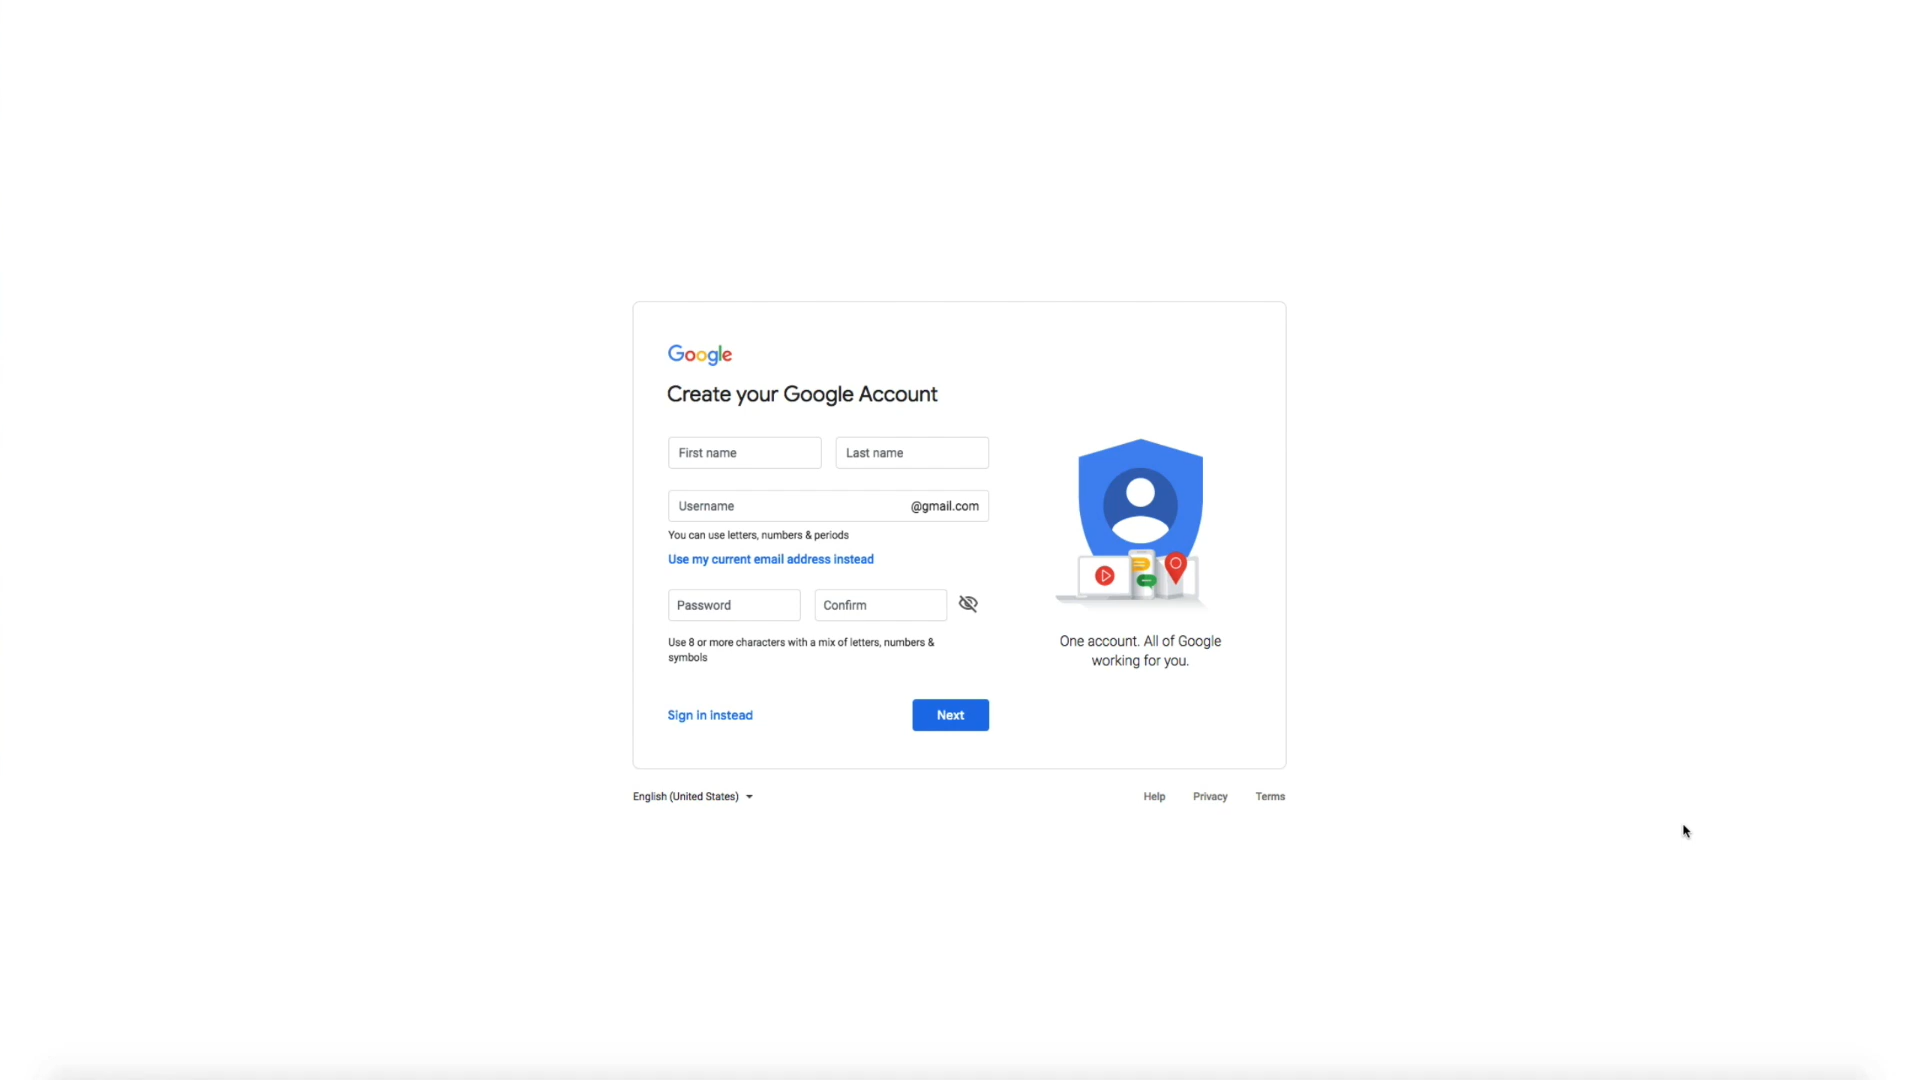 Google
Create your Google Account
First name Last name
Username @gmail.com
You can use letters, numbers & periods
Use my current email address instead
Password Confirm
Use 8 or more characters with a mix of letters, numbers &
symbols
Sign in instead Next
One account. All of Google
working for you.
English (United States) Help Privacy Terms